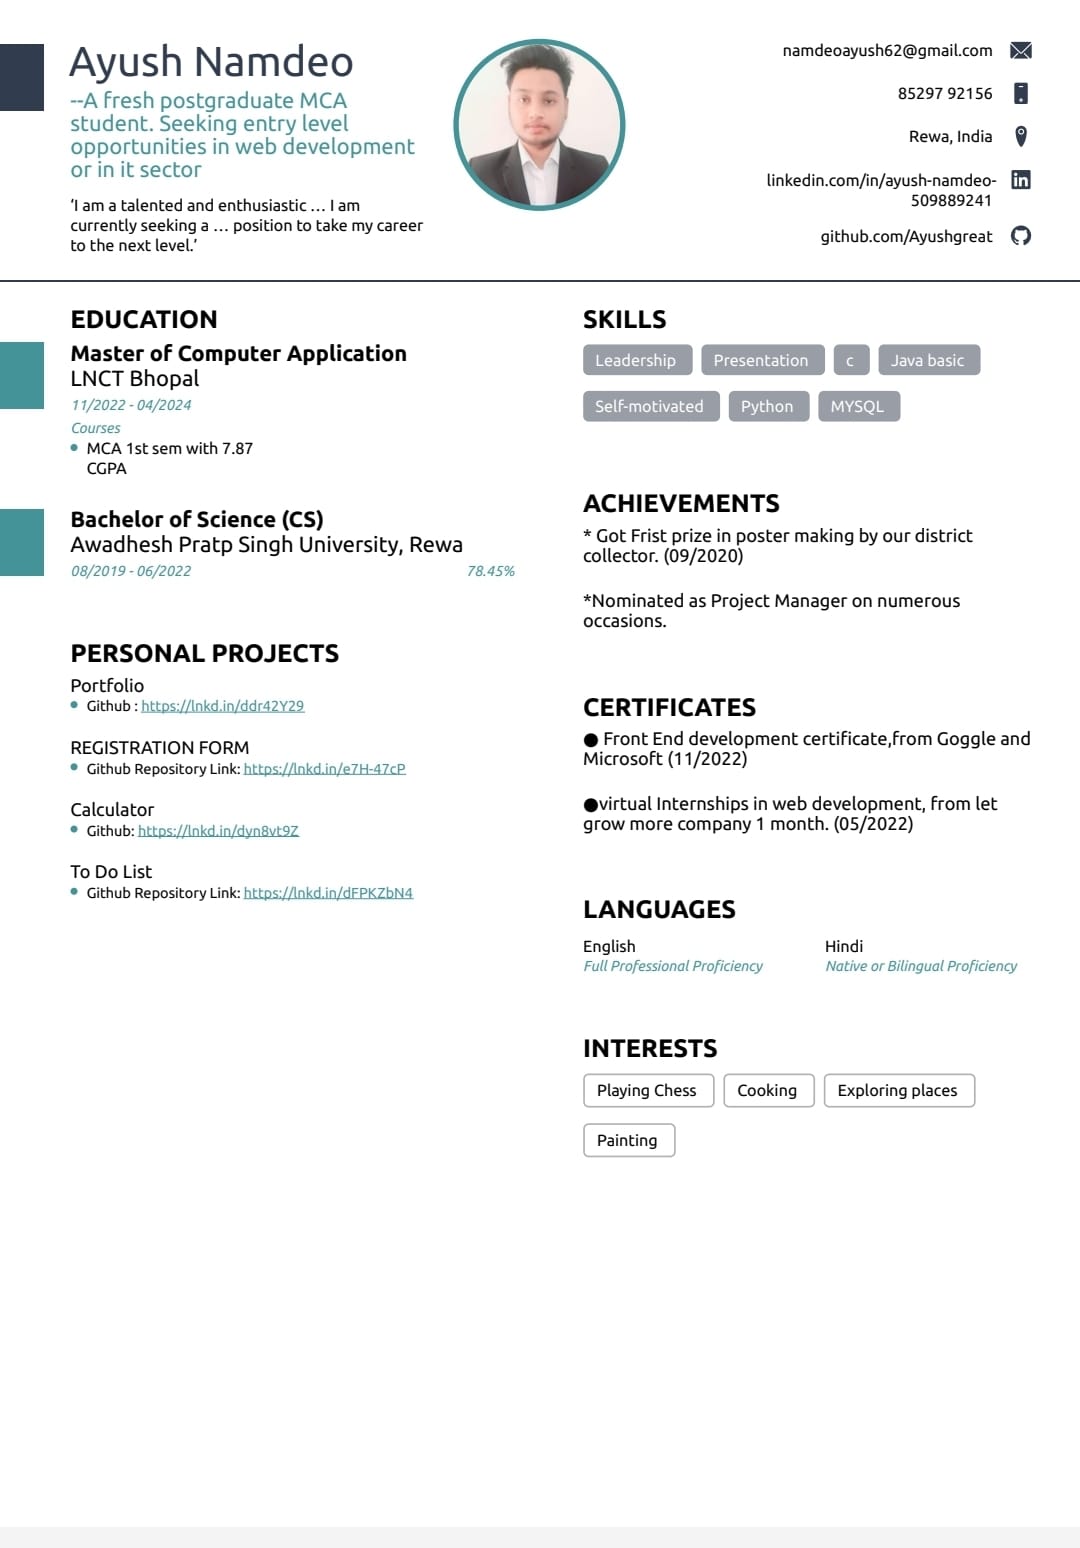 Ayush Namdeo
--A fresh postgraduate MCA
student. Seeking entry level
opportunities in web development
or in it sector
‘I am a talented and enthusiastic ... I am
currently seeking a ... position to take my career
to the next level.’
namdeoayush62@gmail.com
85297 92156
Rewa, India
linkedin.com/in/ayush-namdeo-
509889241
github.com/Ayushgreat
EDUCATION
Master of Computer Application
LNCT Bhopal
11/2022 - 04/2024
Courses
• MCA 1st sem with 7.87
CGPA
Bachelor of Science (CS)
Awadhesh Pratp Singh University, Rewa
08/2019 - 06/2022 78.45%
PERSONAL PROJECTS
Portfolio
• Github : https://lnkd.in/ddr42Y29
REGISTRATION FORM
• Github Repository Link: https://lnkd.in/e7H-47cP
Calculator
• Github: https://lnkd.in/dyn8vt9Z
To Do List
• Github Repository Link: https://lnkd.in/dFPKZbN4
SKILLS
Leadership Presentation c Java basic
Self-motivated Python MYSQL
ACHIEVEMENTS
* Got Frist prize in poster making by our district
collector. (09/2020)
*Nominated as Project Manager on numerous
occasions.
CERTIFICATES
● Front End development certificate,from Goggle and
Microsoft (11/2022)
●virtual Internships in web development, from let
grow more company 1 month. (05/2022)
LANGUAGES
English Hindi
Full Professional Proficiency Native or Bilingual Proficiency
INTERESTS
Playing Chess Cooking Exploring places
Painting